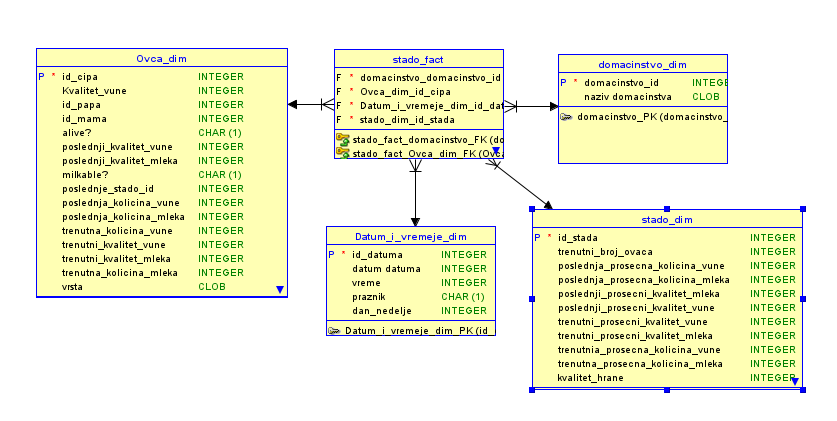 Ovca_dim
P * id_cipa INTEGER
Kvalitet_vune INTEGER
id_papa INTEGER
id_mama INTEGER
alive? CHAR (1)
poslednji_kvalitet_vune INTEGER
poslednji_kvalitet_mleka INTEGER
milkable? CHAR (1)
poslednje_stado_id INTEGER
poslednja_kolicina_vune INTEGER
poslednja_kolicina_mleka INTEGER
trenutna_kolicina_vune INTEGER
trenutni_kvalitet_vune INTEGER
trenutni_kvalitet_mleka INTEGER
trenutna_kolicina_mleka INTEGER
vrsta CLOB
stado_fact
F * domacinstvo_domacinstvo_id
F * Ovca_dim_id_cipa
F * Datum_i_vremeje_dim_id_dat
F * stado_dim_id_stada
stado_fact_domacinstvo_FK (do
stado_fact_Ovca_dim_FK (Ovc
domacinstvo_dim
P * domacinstvo_id INTEGE
naziv domacinstva CLOB
domacinstvo_PK (domacinstvo_
Datum_i_vremeje_dim
P * id_datuma INTEGER
datum datuma INTEGER
vreme INTEGER
praznik CHAR (1)
dan_nedelje INTEGER
Datum_i_vremeje_dim_PK (id_
stado_dim
P * id_stada INTEGER
trenutni_broj_ovaca INTEGER
poslednja_prosecna_kolicina_vune INTEGER
poslednja_prosecna_kolicina_mleka INTEGER
poslednji_prosecni_kvalitet_mleka INTEGER
poslednji_prosecni_kvalitet_vune INTEGER
trenutni_prosecni_kvalitet_vune INTEGER
trenutni_prosecni_kvalitet_mleka INTEGER
trenutnia_prosecna_kolicina_vune INTEGER
trenutna_prosecna_kolicina_mleka INTEGER
kvalitet_hrane INTEGER